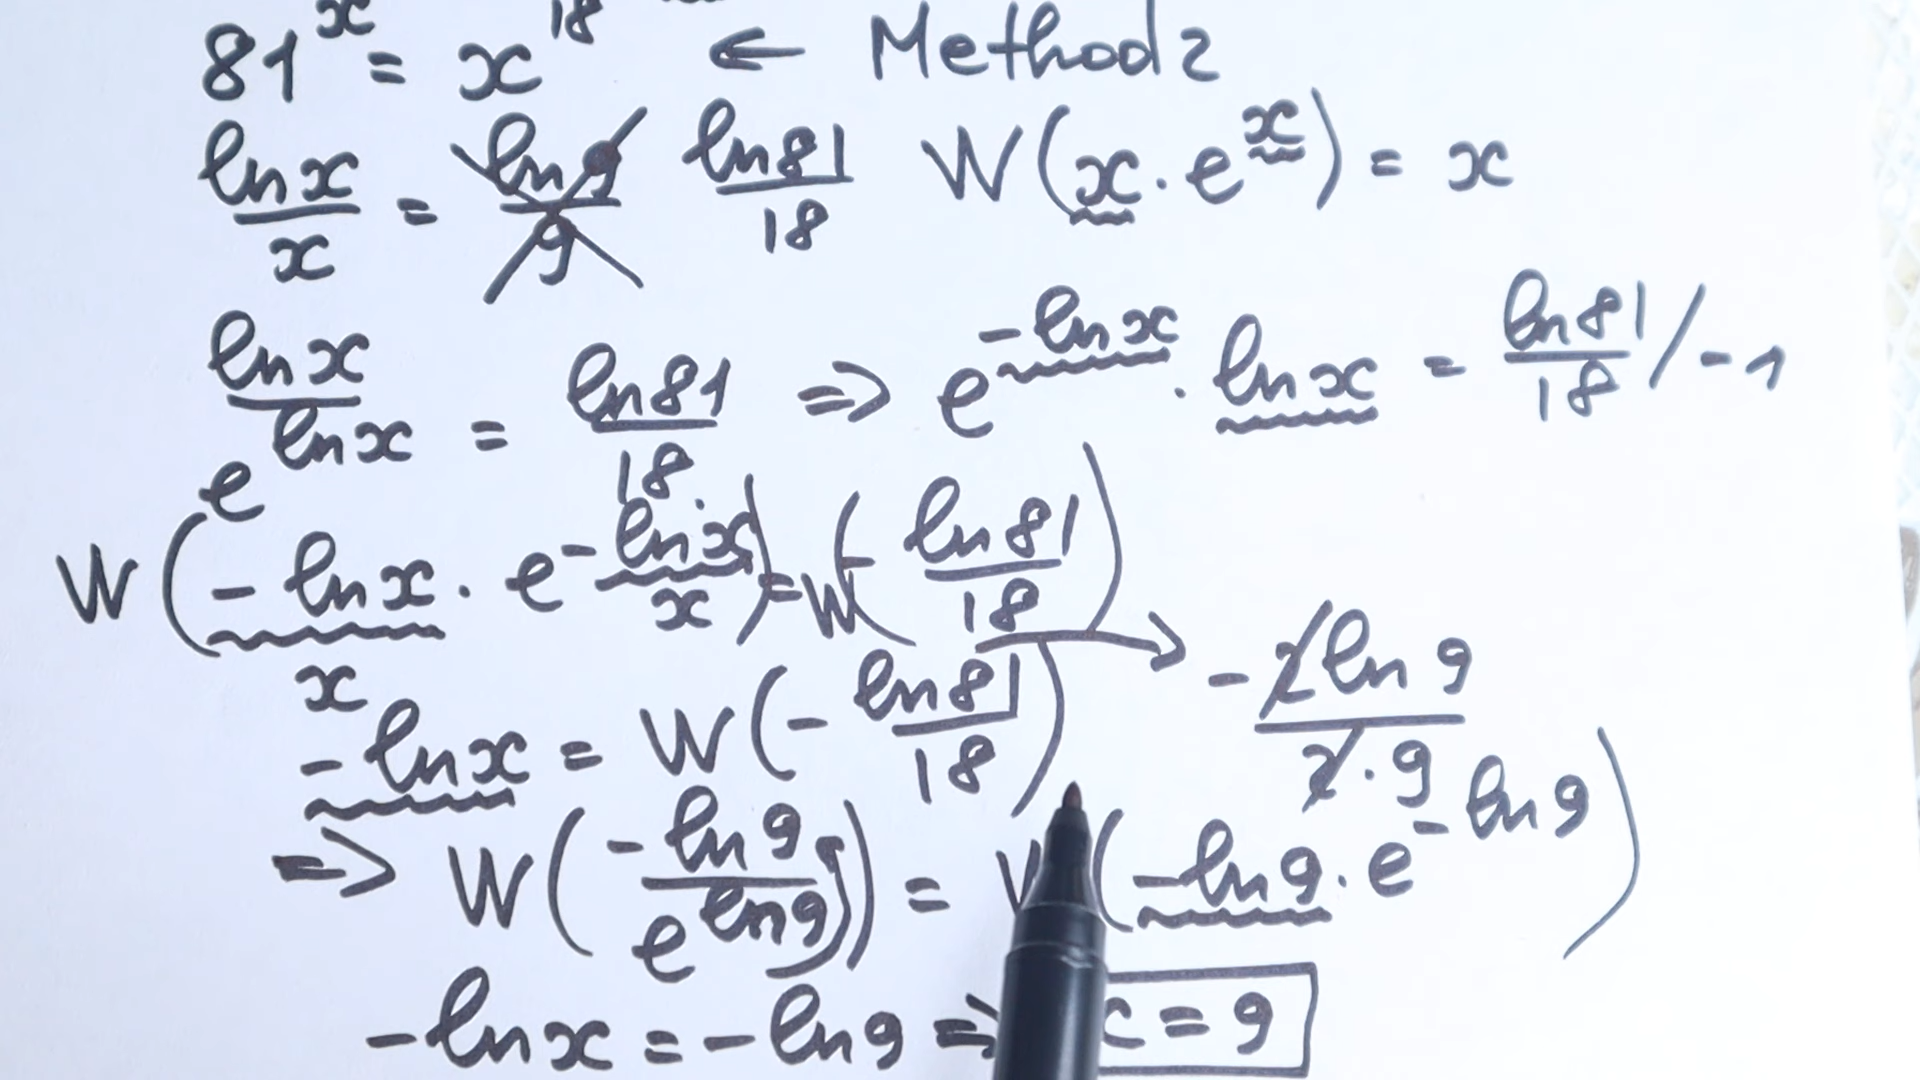 81^x = x^18 ← Method 2
ln x / x = ln 9 / 9 ln 81 / 18 W(x · e^x) = x
ln x / e^(ln x) = ln 81 / 18 => e^(-ln x) · ln x = ln 81 / 18 / -1
W(-ln x · e^(-ln x)) = W(- ln 81 / 18) → - 2 ln 9 / 2 · 9
x x
-ln x = W(- ln 81 / 18)
=> W(-ln 9 / e^(ln 9)) = W(-ln 9 · e^(-ln 9))
-ln x = -ln 9 => x = 9